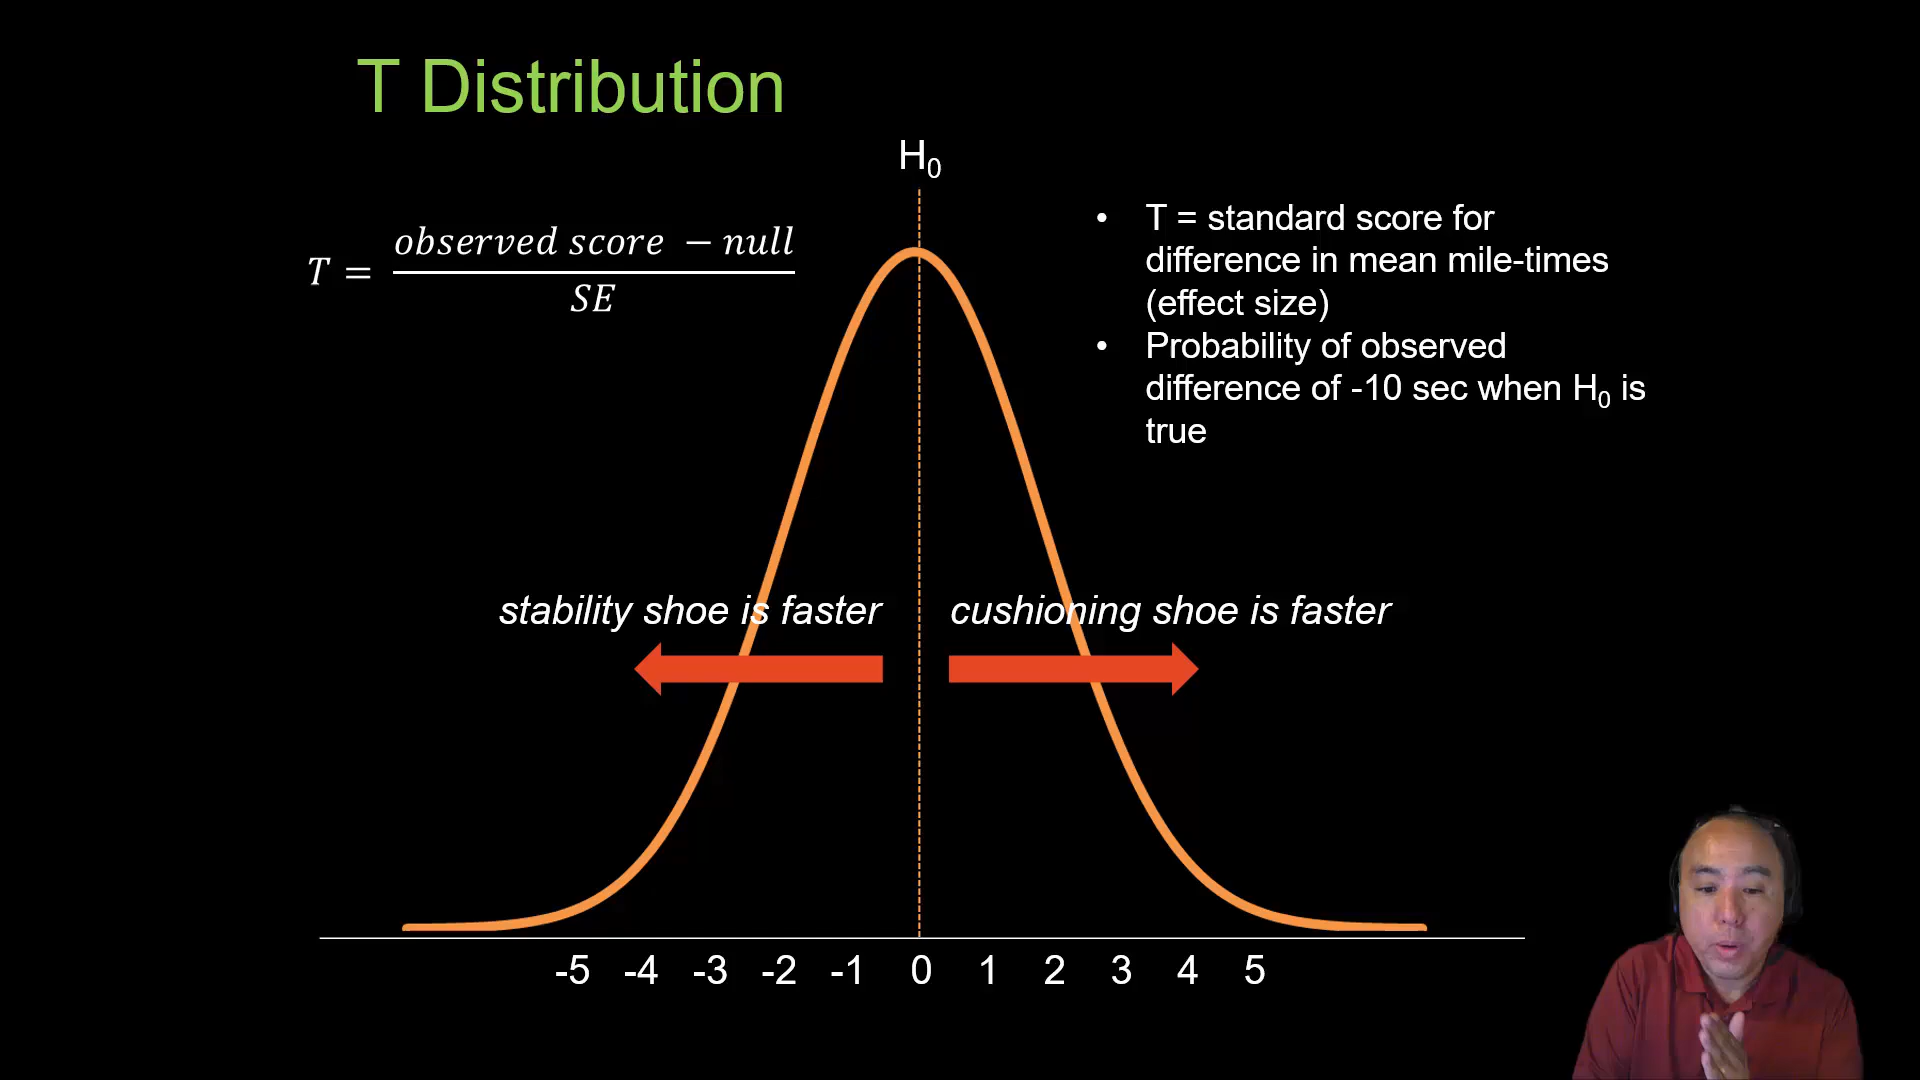 T Distribution
H₀
T = observed score − null
SE
• T = standard score for
difference in mean mile-times
(effect size)
• Probability of observed
difference of -10 sec when H₀ is
true
stability shoe is faster
cushioning shoe is faster
-5 -4 -3 -2 -1 0 1 2 3 4 5